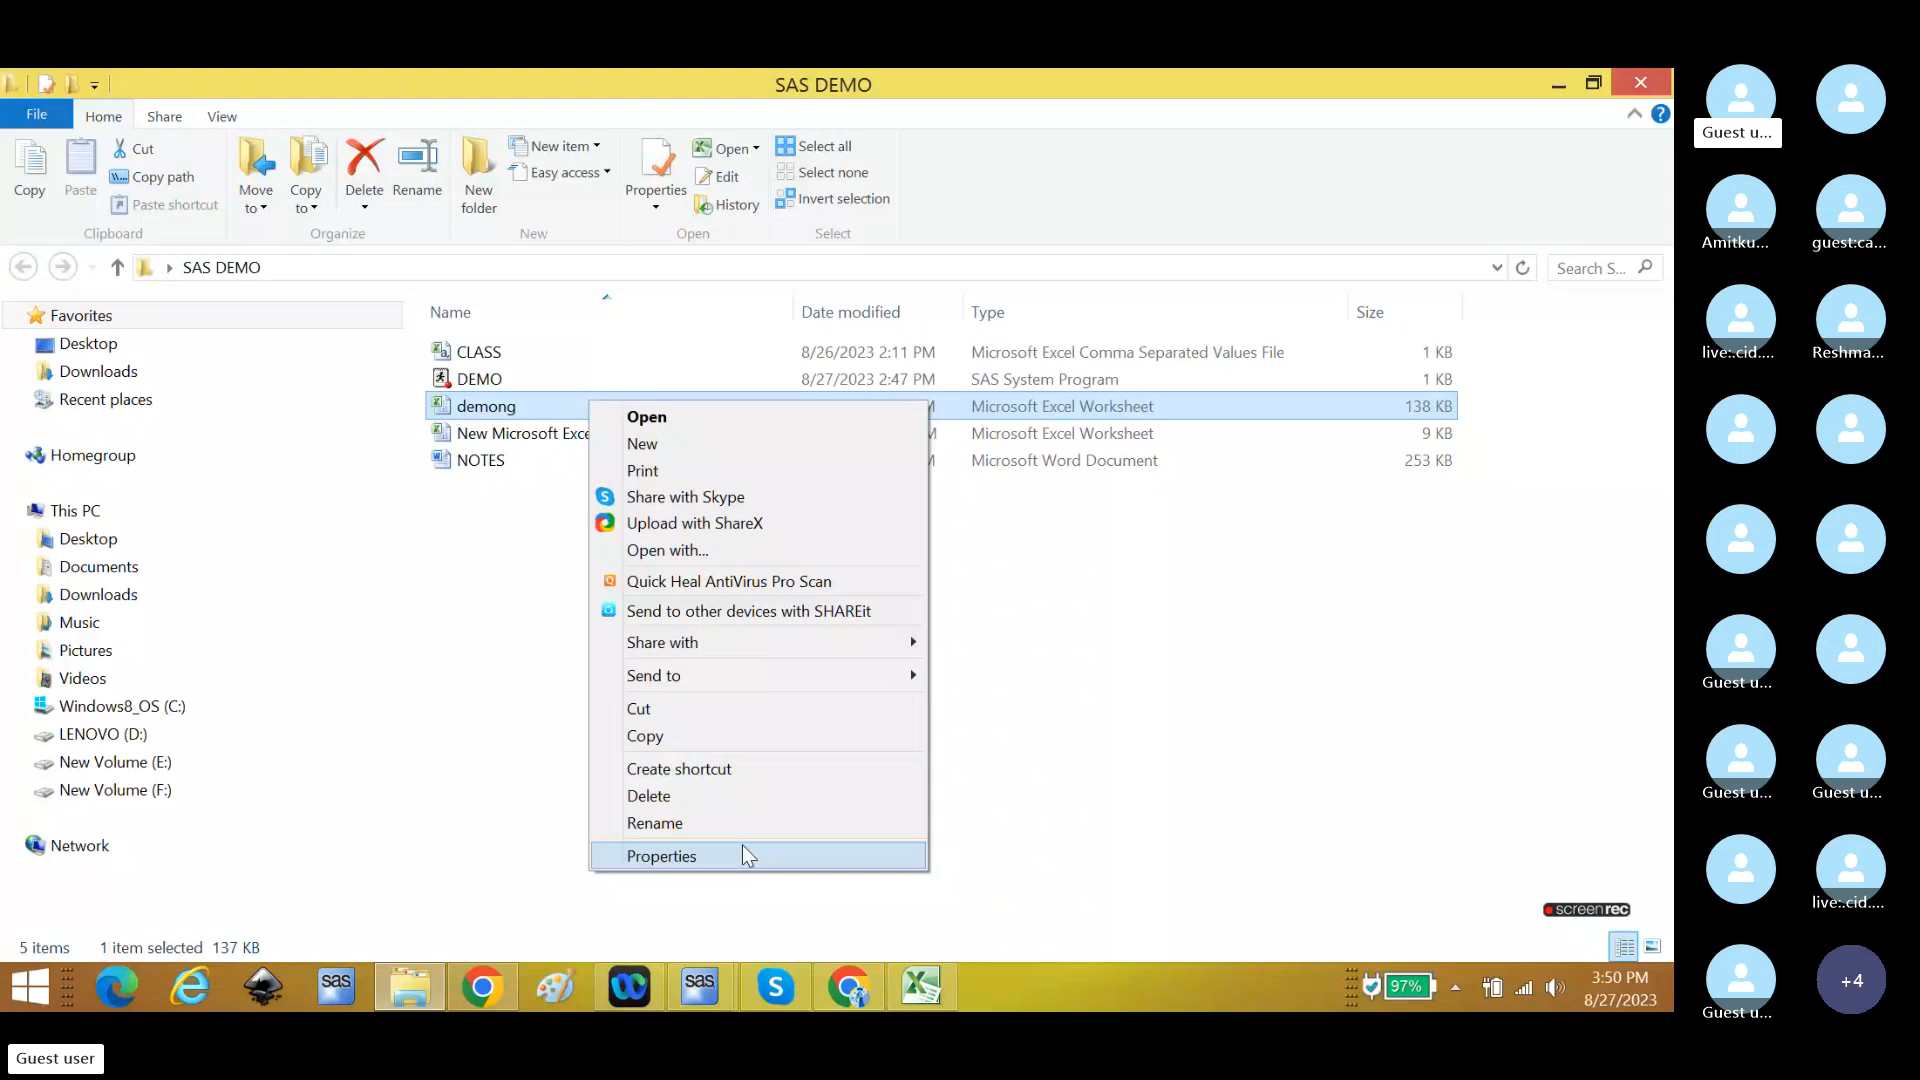 SAS DEMO
File
Home
Share
View
Copy
Paste
Cut
Copy path
Paste shortcut
Clipboard
Move to
Copy to
Delete
Rename
Organize
New folder
New item
Easy access
New
Properties
Open
Edit
History
Open
Select all
Select none
Invert selection
Select
SAS DEMO
Search S...
Favorites
Desktop
Downloads
Recent places
Homegroup
This PC
Desktop
Documents
Downloads
Music
Pictures
Videos
Windows8_OS (C:)
LENOVO (D:)
New Volume (E:)
New Volume (F:)
Network
Name Date modified Type Size
CLASS 8/26/2023 2:11 PM Microsoft Excel Comma Separated Values File 1 KB
DEMO 8/27/2023 2:47 PM SAS System Program 1 KB
demong Microsoft Excel Worksheet 138 KB
New Microsoft Exce Microsoft Excel Worksheet 9 KB
NOTES Microsoft Word Document 253 KB
Open
New
Print
Share with Skype
Upload with ShareX
Open with...
Quick Heal AntiVirus Pro Scan
Send to other devices with SHAREit
Share with
Send to
Cut
Copy
Create shortcut
Delete
Rename
Properties
screenrec
5 items 1 item selected 137 KB
sas
sas
97%
3:50 PM
8/27/2023
Guest u...
Amitku...
guest:ca...
live:.cid....
Reshma...
Guest u...
Guest u...
Guest u...
live:.cid....
Guest u...
+4
Guest user